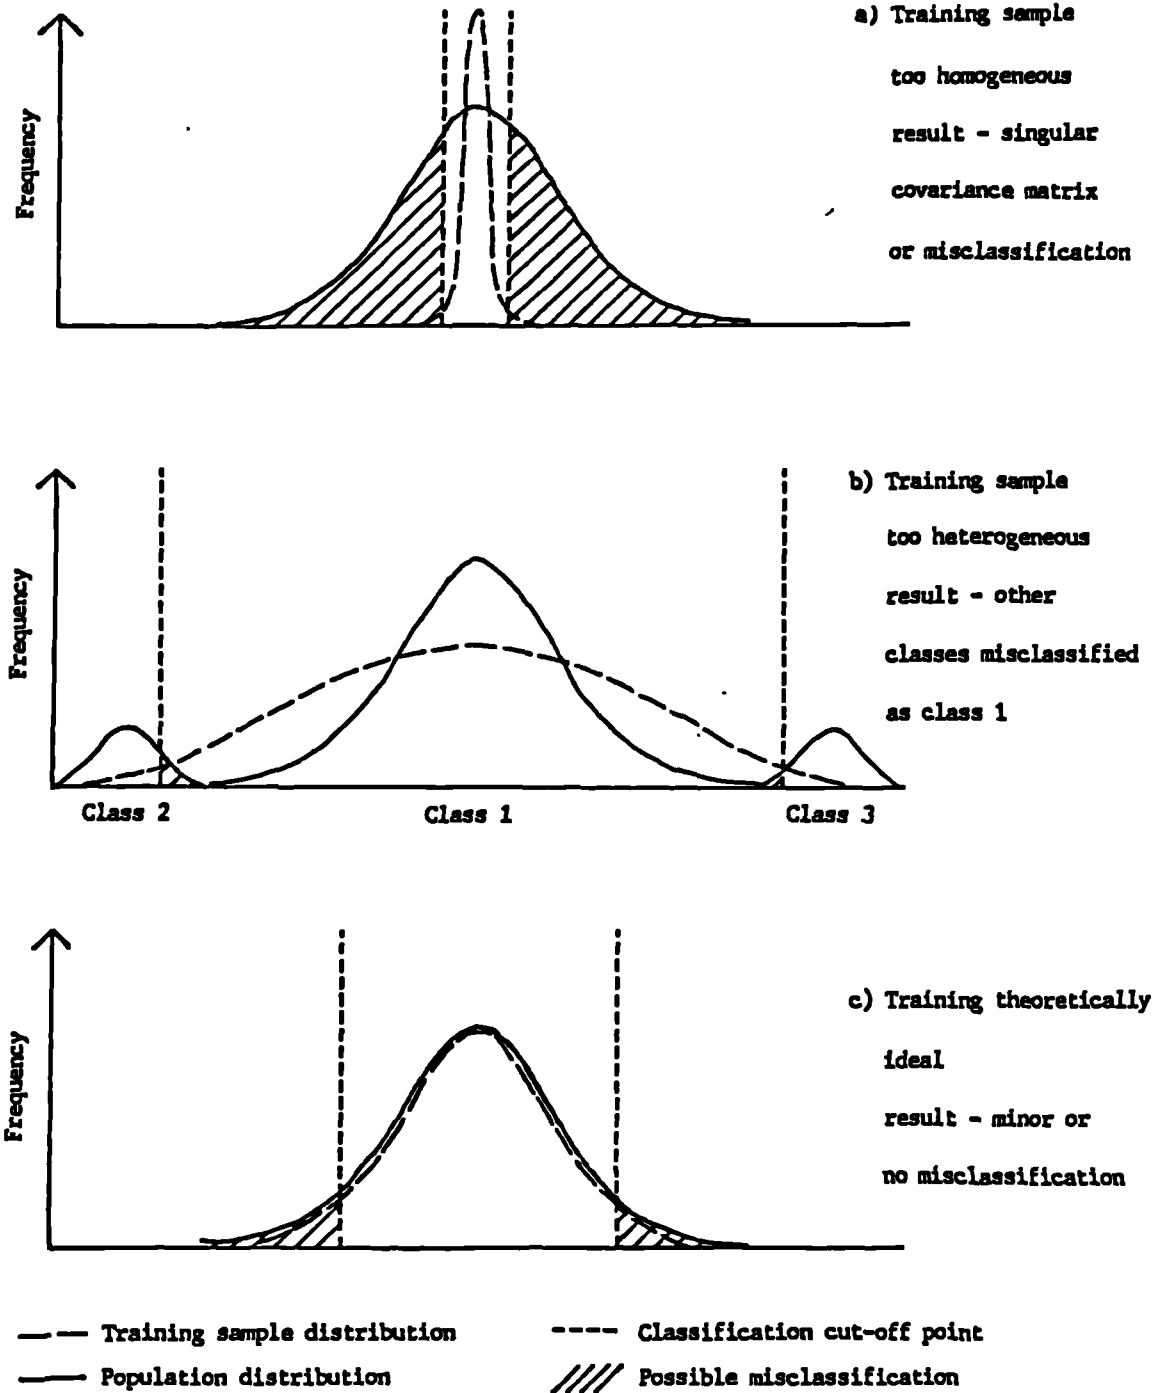 Frequency
a) Training sample
too homogeneous
result - singular
covariance matrix
or misclassification
Frequency
b) Training sample
too heterogeneous
result - other
classes misclassified
as class 1
Class 2
Class 1
Class 3
Frequency
c) Training theoretically
ideal
result - minor or
no misclassification
Training sample distribution
Classification cut-off point
Population distribution
Possible misclassification